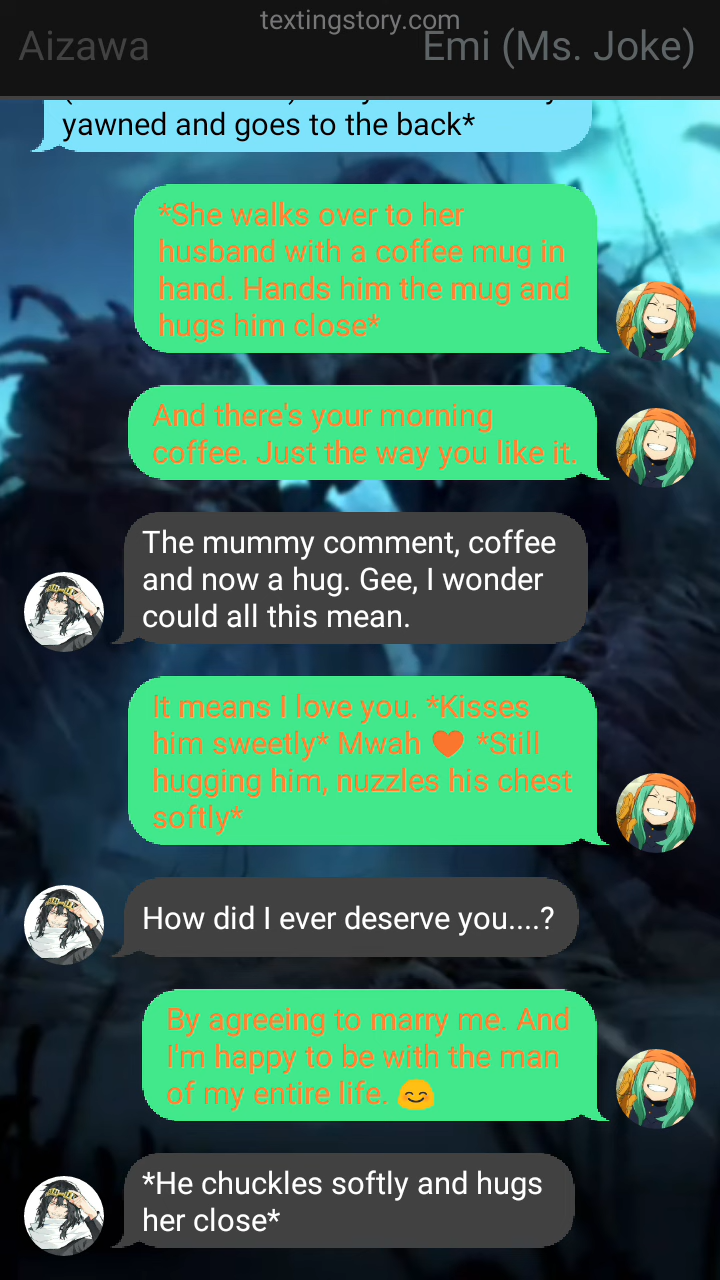 textingstory.com
Aizawa
Emi (Ms. Joke)
yawned and goes to the back*
*She walks over to her
husband with a coffee mug in
hand. Hands him the mug and
hugs him close*
And there's your morning
coffee. Just the way you like it.
The mummy comment, coffee
and now a hug. Gee, I wonder
could all this mean.
It means I love you. *Kisses
him sweetly* Mwah 🧡 *Still
hugging him, nuzzles his chest
softly*
How did I ever deserve you....?
By agreeing to marry me. And
I'm happy to be with the man
of my entire life. 😊
*He chuckles softly and hugs
her close*